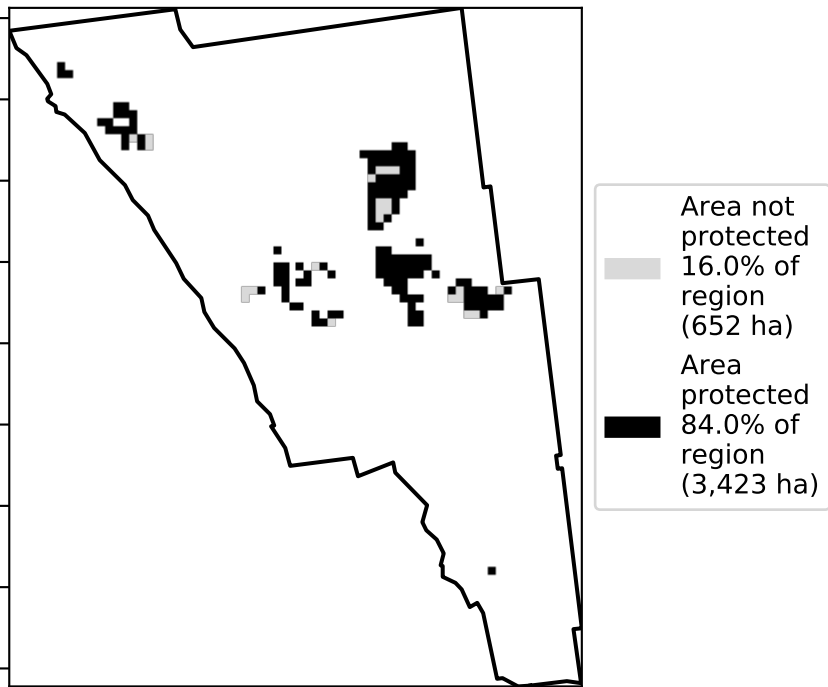 Area not
protected
16.0% of
region
(652 ha)
Area
protected
84.0% of
region
(3,423 ha)